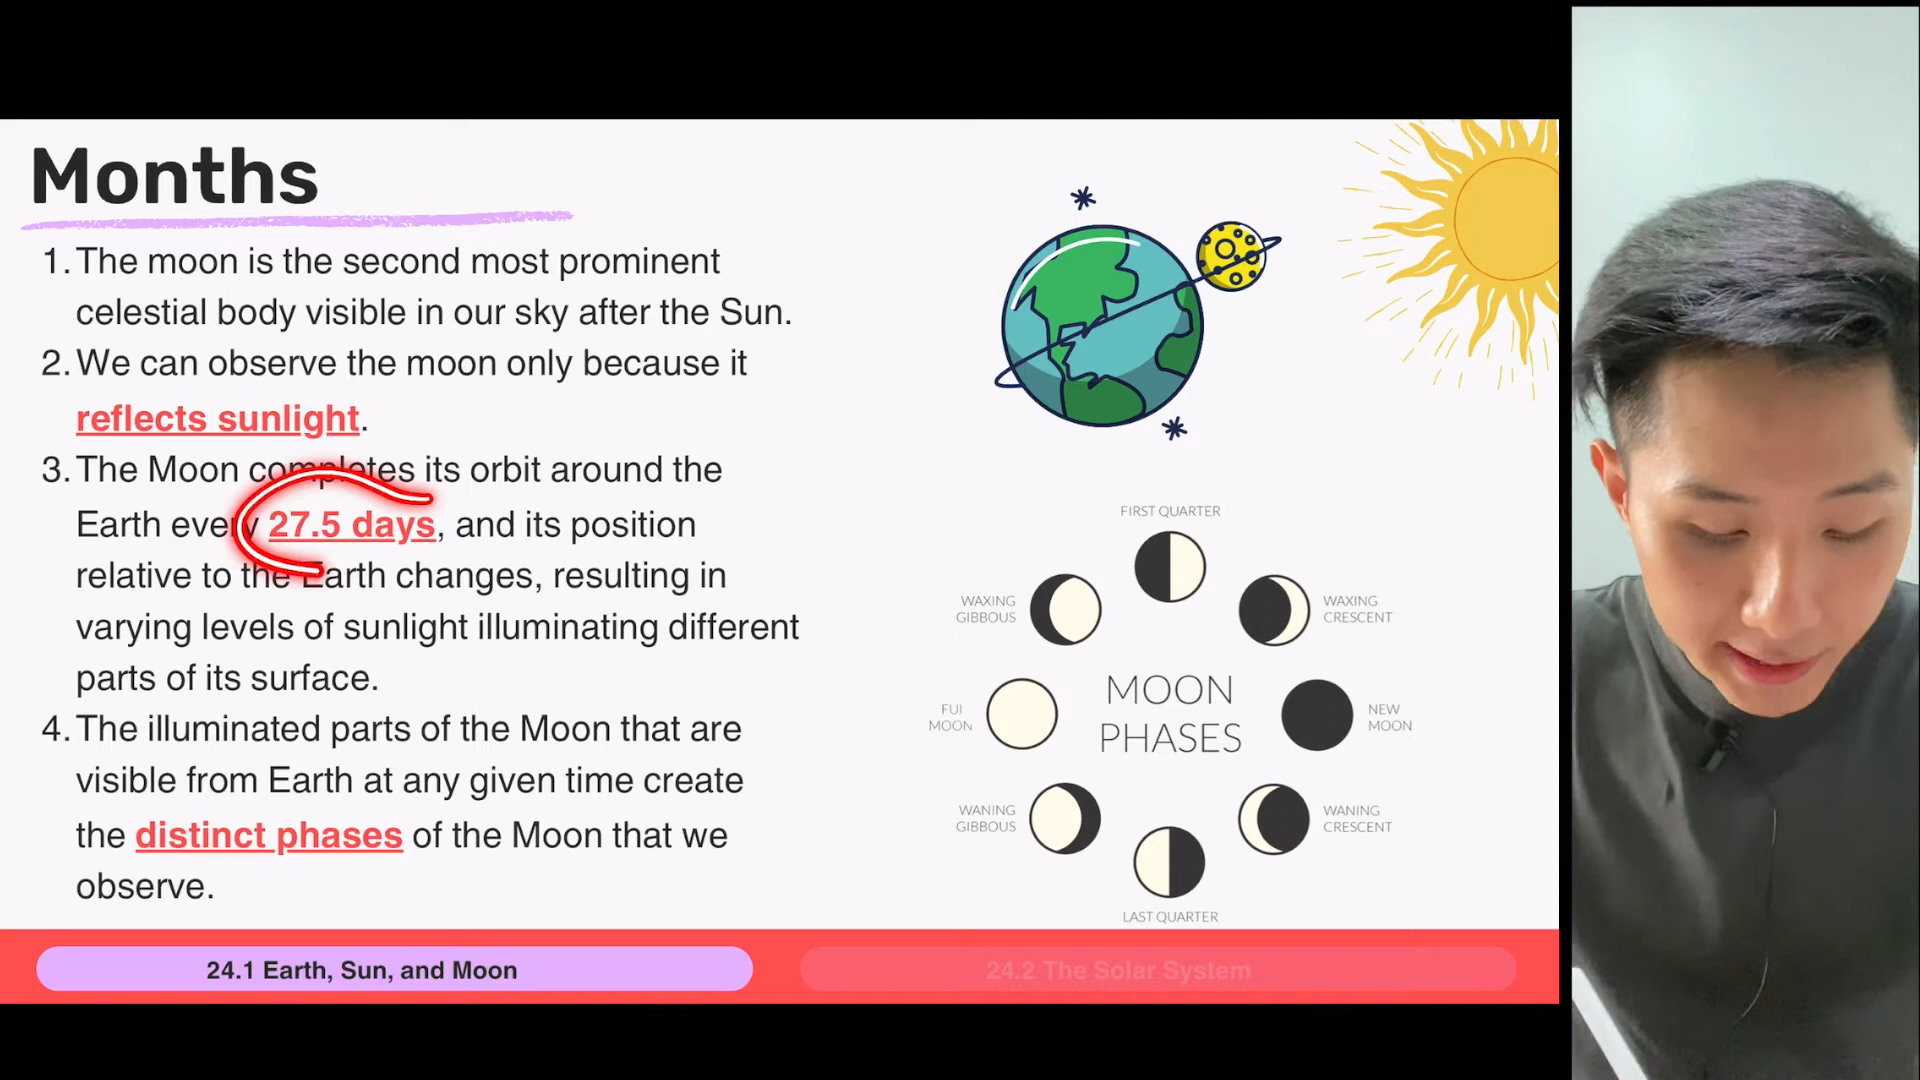 Months
1. The moon is the second most prominent
celestial body visible in our sky after the Sun.
2. We can observe the moon only because it
reflects sunlight.
3. The Moon completes its orbit around the
Earth every 27.5 days, and its position
relative to the Earth changes, resulting in
varying levels of sunlight illuminating different
parts of its surface.
4. The illuminated parts of the Moon that are
visible from Earth at any given time create
the distinct phases of the Moon that we
observe.
FIRST QUARTER
WAXING
GIBBOUS
WAXING
CRESCENT
FUI
MOON
MOON
PHASES
NEW
MOON
WANING
GIBBOUS
WANING
CRESCENT
LAST QUARTER
24.1 Earth, Sun, and Moon
24.2 The Solar System